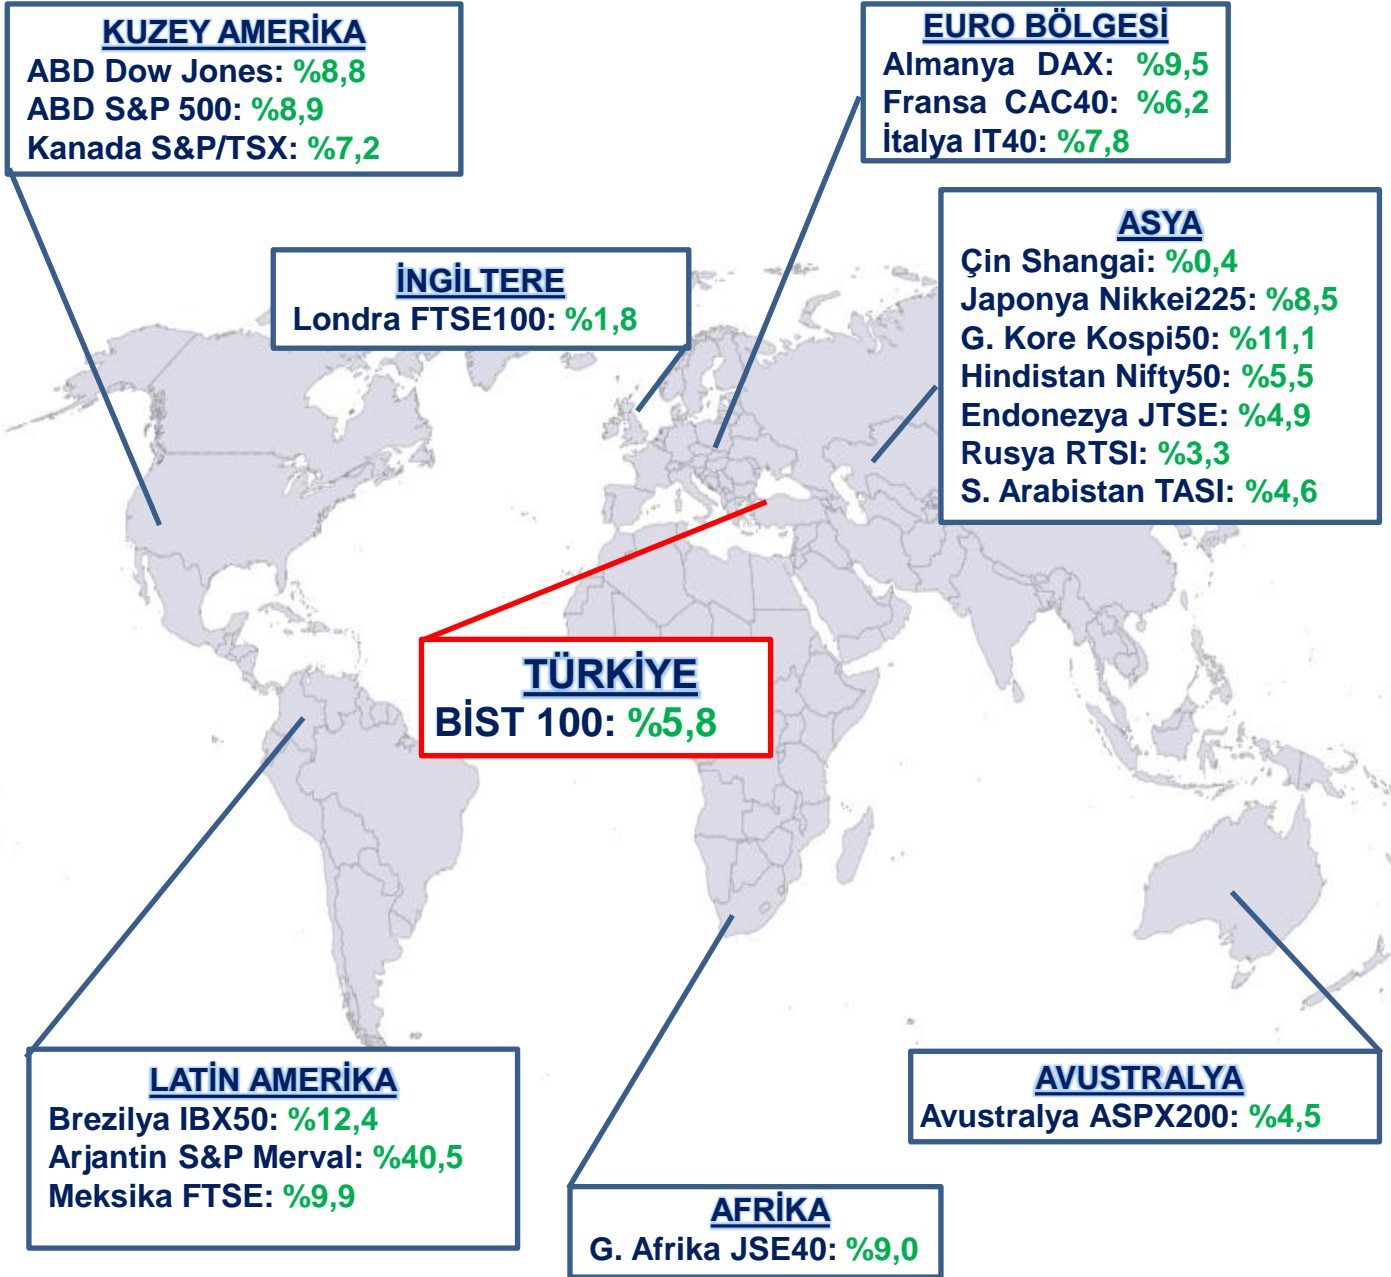 KUZEY AMERİKA
ABD Dow Jones: %8,8
ABD S&P 500: %8,9
Kanada S&P/TSX: %7,2
EURO BÖLGESİ
Almanya DAX: %9,5
Fransa CAC40: %6,2
İtalya IT40: %7,8
ASYA
Çin Shangai: %0,4
Japonya Nikkei225: %8,5
G. Kore Kospi50: %11,1
Hindistan Nifty50: %5,5
Endonezya JTSE: %4,9
Rusya RTSI: %3,3
S. Arabistan TASI: %4,6
İNGİLTERE
Londra FTSE100: %1,8
TÜRKİYE
BİST 100: %5,8
LATİN AMERİKA
Brezilya IBX50: %12,4
Arjantin S&P Merval: %40,5
Meksika FTSE: %9,9
AVUSTRALYA
Avustralya ASPX200: %4,5
AFRİKA
G. Afrika JSE40: %9,0